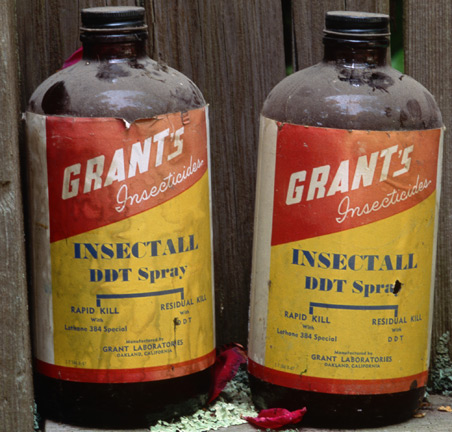 GRANT'S
Insecticides
INSECTALL
DDT Spray
RAPID KILL
With
Lethane 384 Special
RESIDUAL KILL
With
DDT
Manufactured by
GRANT LABORATORIES
OAKLAND, CALIFORNIA
GRANT'S
Insecticides
INSECTALL
DDT Spray
RAPID KILL
With
Lethane 384 Special
RESIDUAL KILL
With
DDT
Manufactured by
GRANT LABORATORIES
OAKLAND, CALIFORNIA